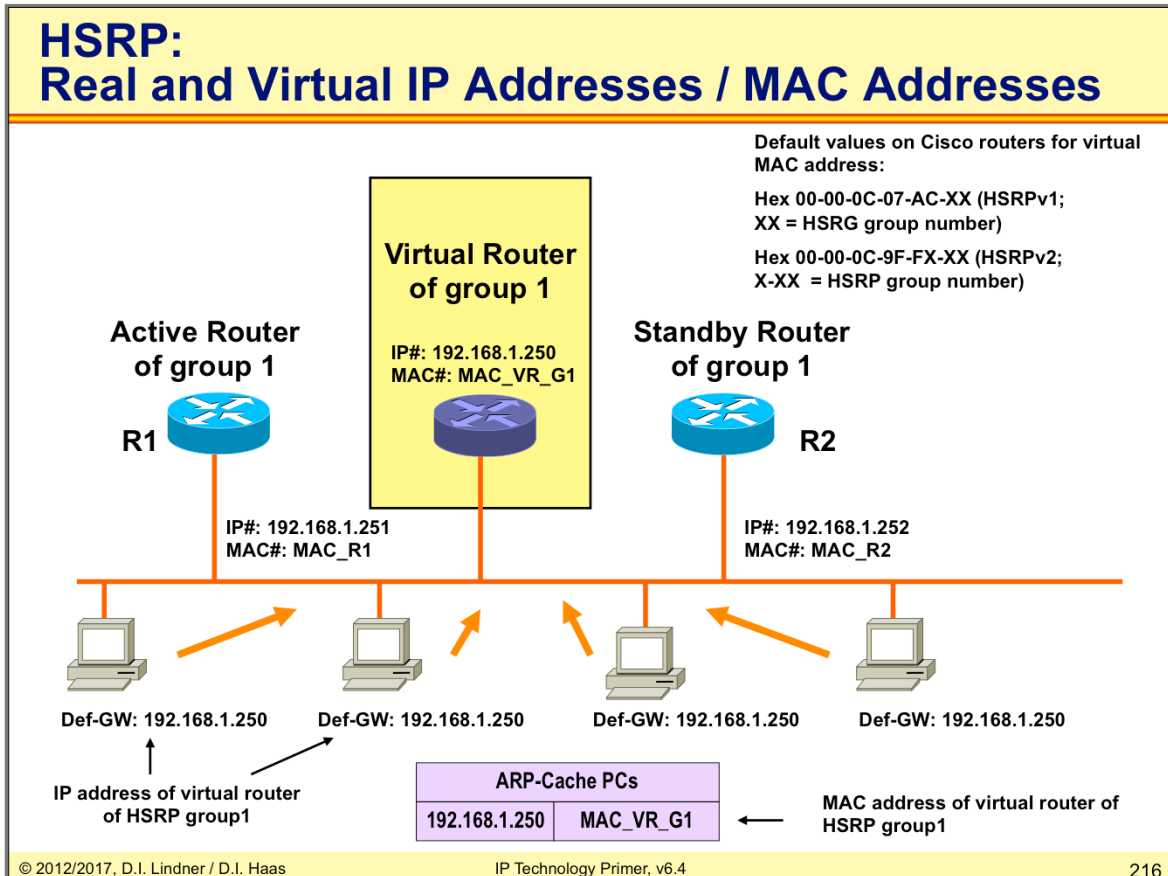 HSRP:
Real and Virtual IP Addresses / MAC Addresses
Default values on Cisco routers for virtual
MAC address:
Hex 00-00-0C-07-AC-XX (HSRPv1;
XX = HSRG group number)
Hex 00-00-0C-9F-FX-XX (HSRPv2;
X-XX = HSRP group number)
Virtual Router
of group 1
IP#: 192.168.1.250
MAC#: MAC_VR_G1
Active Router
of group 1
R1
Standby Router
of group 1
R2
IP#: 192.168.1.251
MAC#: MAC_R1
IP#: 192.168.1.252
MAC#: MAC_R2
Def-GW: 192.168.1.250
Def-GW: 192.168.1.250
Def-GW: 192.168.1.250
Def-GW: 192.168.1.250
IP address of virtual router
of HSRP group1
ARP-Cache PCs
192.168.1.250 MAC_VR_G1
MAC address of virtual router of
HSRP group1
© 2012/2017, D.I. Lindner / D.I. Haas
IP Technology Primer, v6.4
216